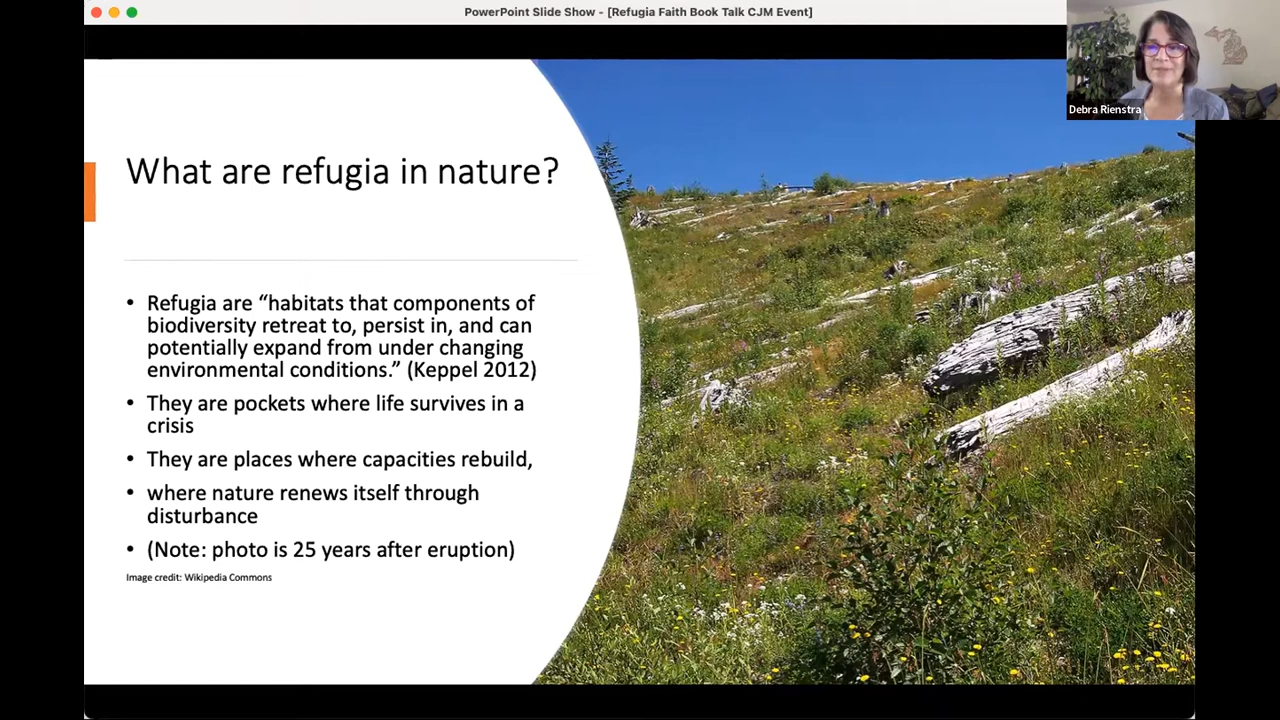 PowerPoint Slide Show - [Refugia Faith Book Talk CJM Event]
Debra Rienstra
What are refugia in nature?
• Refugia are “habitats that components of
biodiversity retreat to, persist in, and can
potentially expand from under changing
environmental conditions.” (Keppel 2012)
• They are pockets where life survives in a
crisis
• They are places where capacities rebuild,
• where nature renews itself through
disturbance
• (Note: photo is 25 years after eruption)
Image credit: Wikipedia Commons